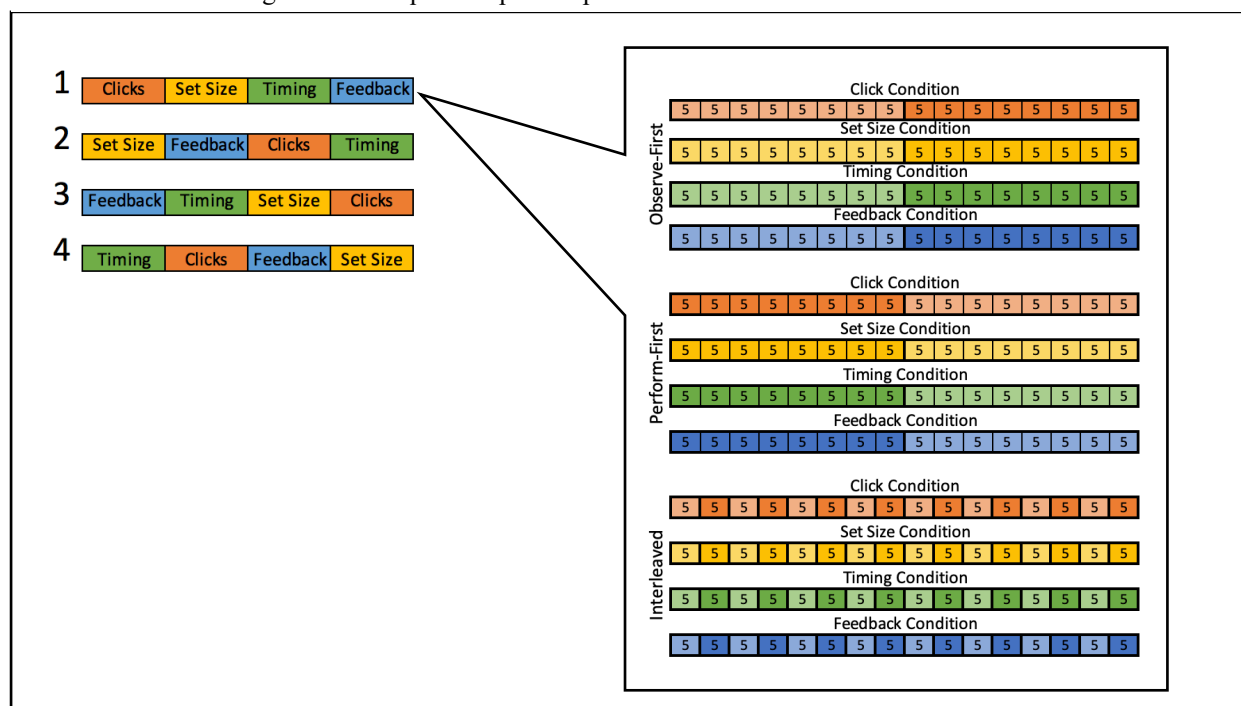 1 Clicks Set Size Timing Feedback
2 Set Size Feedback Clicks Timing
3 Feedback Timing Set Size Clicks
4 Timing Clicks Feedback Set Size
Observe-First
Click Condition
5 5 5 5 5 5 5 5 5 5 5 5 5 5 5 5
Set Size Condition
5 5 5 5 5 5 5 5 5 5 5 5 5 5 5 5
Timing Condition
5 5 5 5 5 5 5 5 5 5 5 5 5 5 5 5
Feedback Condition
5 5 5 5 5 5 5 5 5 5 5 5 5 5 5 5
Perform-First
Click Condition
5 5 5 5 5 5 5 5 5 5 5 5 5 5 5 5
Set Size Condition
5 5 5 5 5 5 5 5 5 5 5 5 5 5 5 5
Timing Condition
5 5 5 5 5 5 5 5 5 5 5 5 5 5 5 5
Feedback Condition
5 5 5 5 5 5 5 5 5 5 5 5 5 5 5 5
Interleaved
Click Condition
5 5 5 5 5 5 5 5 5 5 5 5 5 5 5 5
Set Size Condition
5 5 5 5 5 5 5 5 5 5 5 5 5 5 5 5
Timing Condition
5 5 5 5 5 5 5 5 5 5 5 5 5 5 5 5
Feedback Condition
5 5 5 5 5 5 5 5 5 5 5 5 5 5 5 5